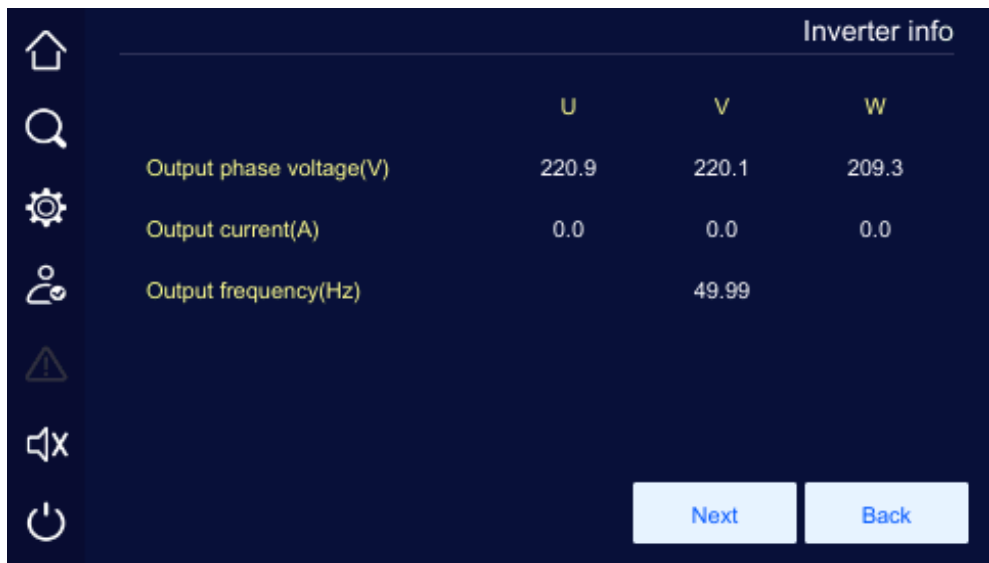 Inverter info
U V W
Output phase voltage(V) 220.9 220.1 209.3
Output current(A) 0.0 0.0 0.0
Output frequency(Hz) 49.99
Next Back